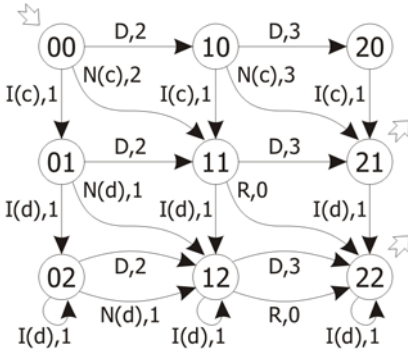 00 D,2 10 D,3 20
I(c),1 N(c),2 I(c),1 N(c),3 I(c),1
01 D,2 11 D,3 21
I(d),1 N(d),1 I(d),1 R,0 I(d),1
02 D,2 12 D,3 22
I(d),1 N(d),1 I(d),1 R,0 I(d),1